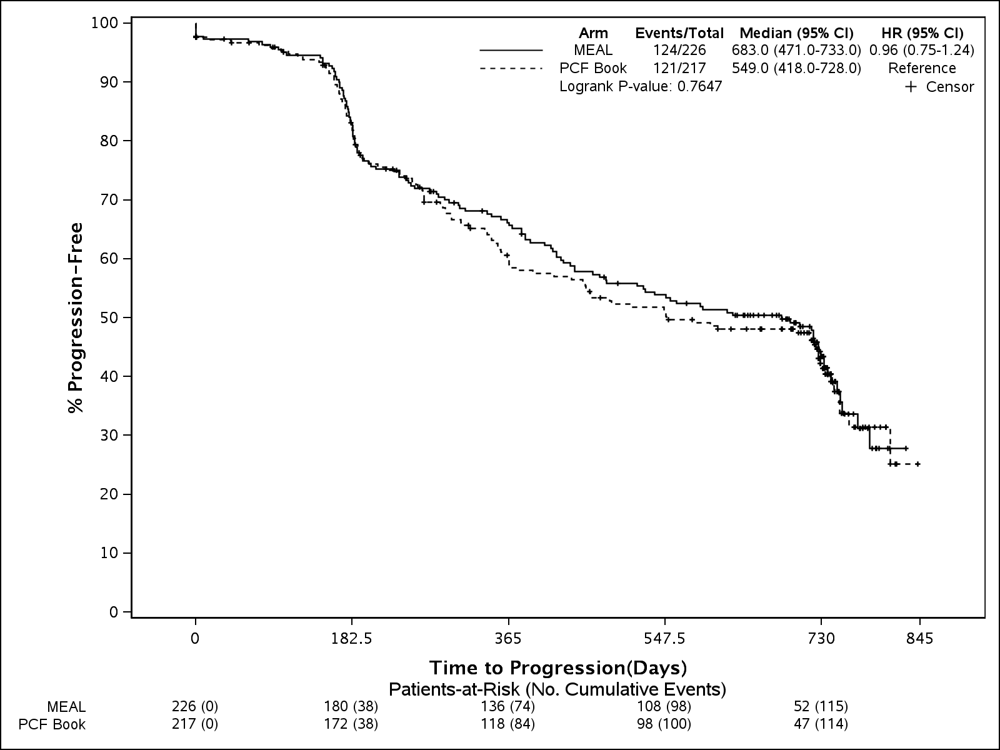 Arm Events/Total Median (95% CI) HR (95% CI)
MEAL 124/226 683.0 (471.0-733.0) 0.96 (0.75-1.24)
PCF Book 121/217 549.0 (418.0-728.0) Reference
Logrank P-value: 0.7647 + Censor
100
90
80
70
60
50
40
30
20
10
0
% Progression-Free
0 182.5 365 547.5 730 845
Time to Progression(Days)
Patients-at-Risk (No. Cumulative Events)
MEAL 226 (0) 180 (38) 136 (74) 108 (98) 52 (115)
PCF Book 217 (0) 172 (38) 118 (84) 98 (100) 47 (114)